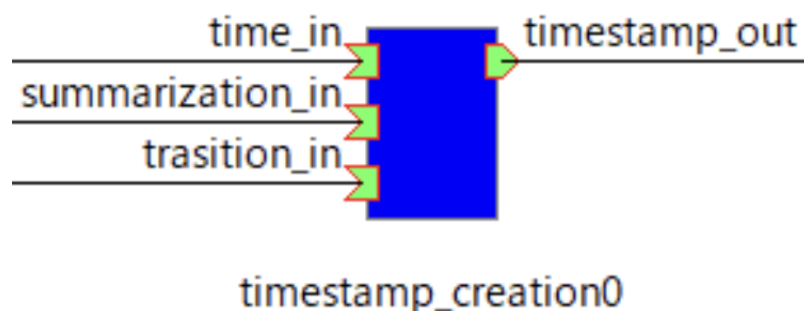 time_in timestamp_out
summarization_in
trasition_in
timestamp_creation0